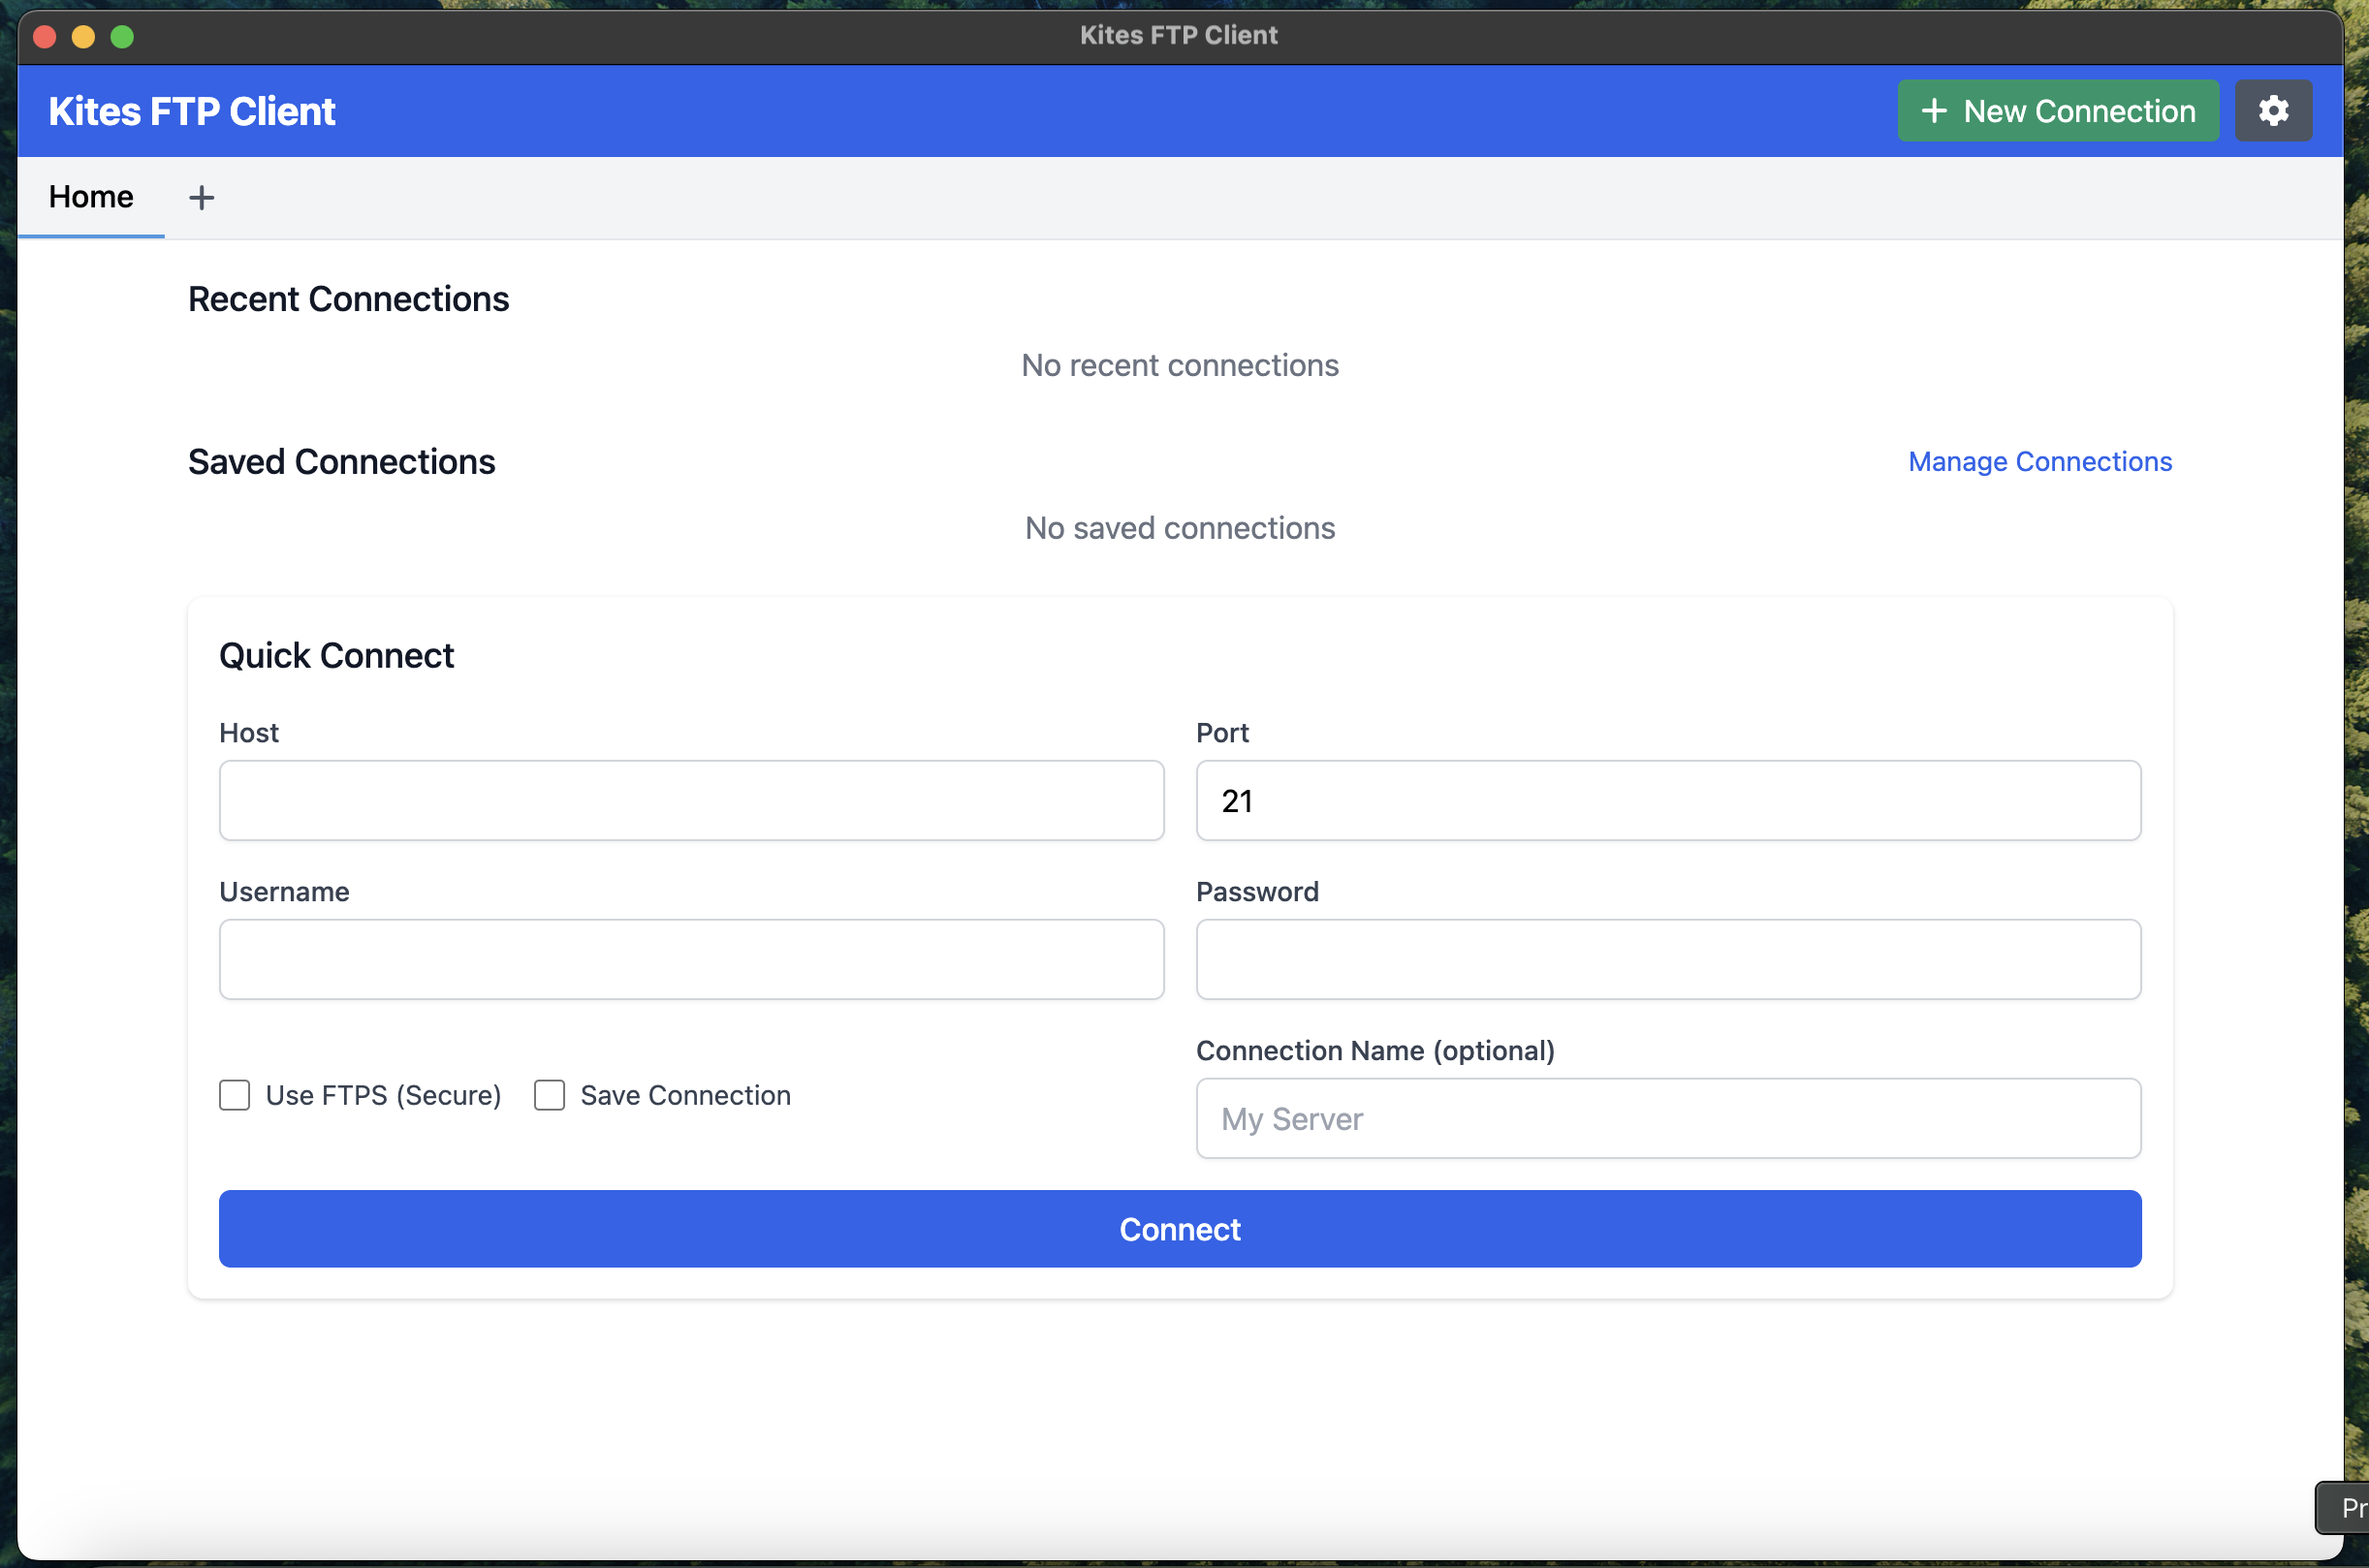 Kites FTP Client
Kites FTP Client
+ New Connection
Home +
Recent Connections
No recent connections
Saved Connections
Manage Connections
No saved connections
Quick Connect
Host
Port
21
Username
Password
Connection Name (optional)
Use FTPS (Secure)
Save Connection
My Server
Connect
Pr